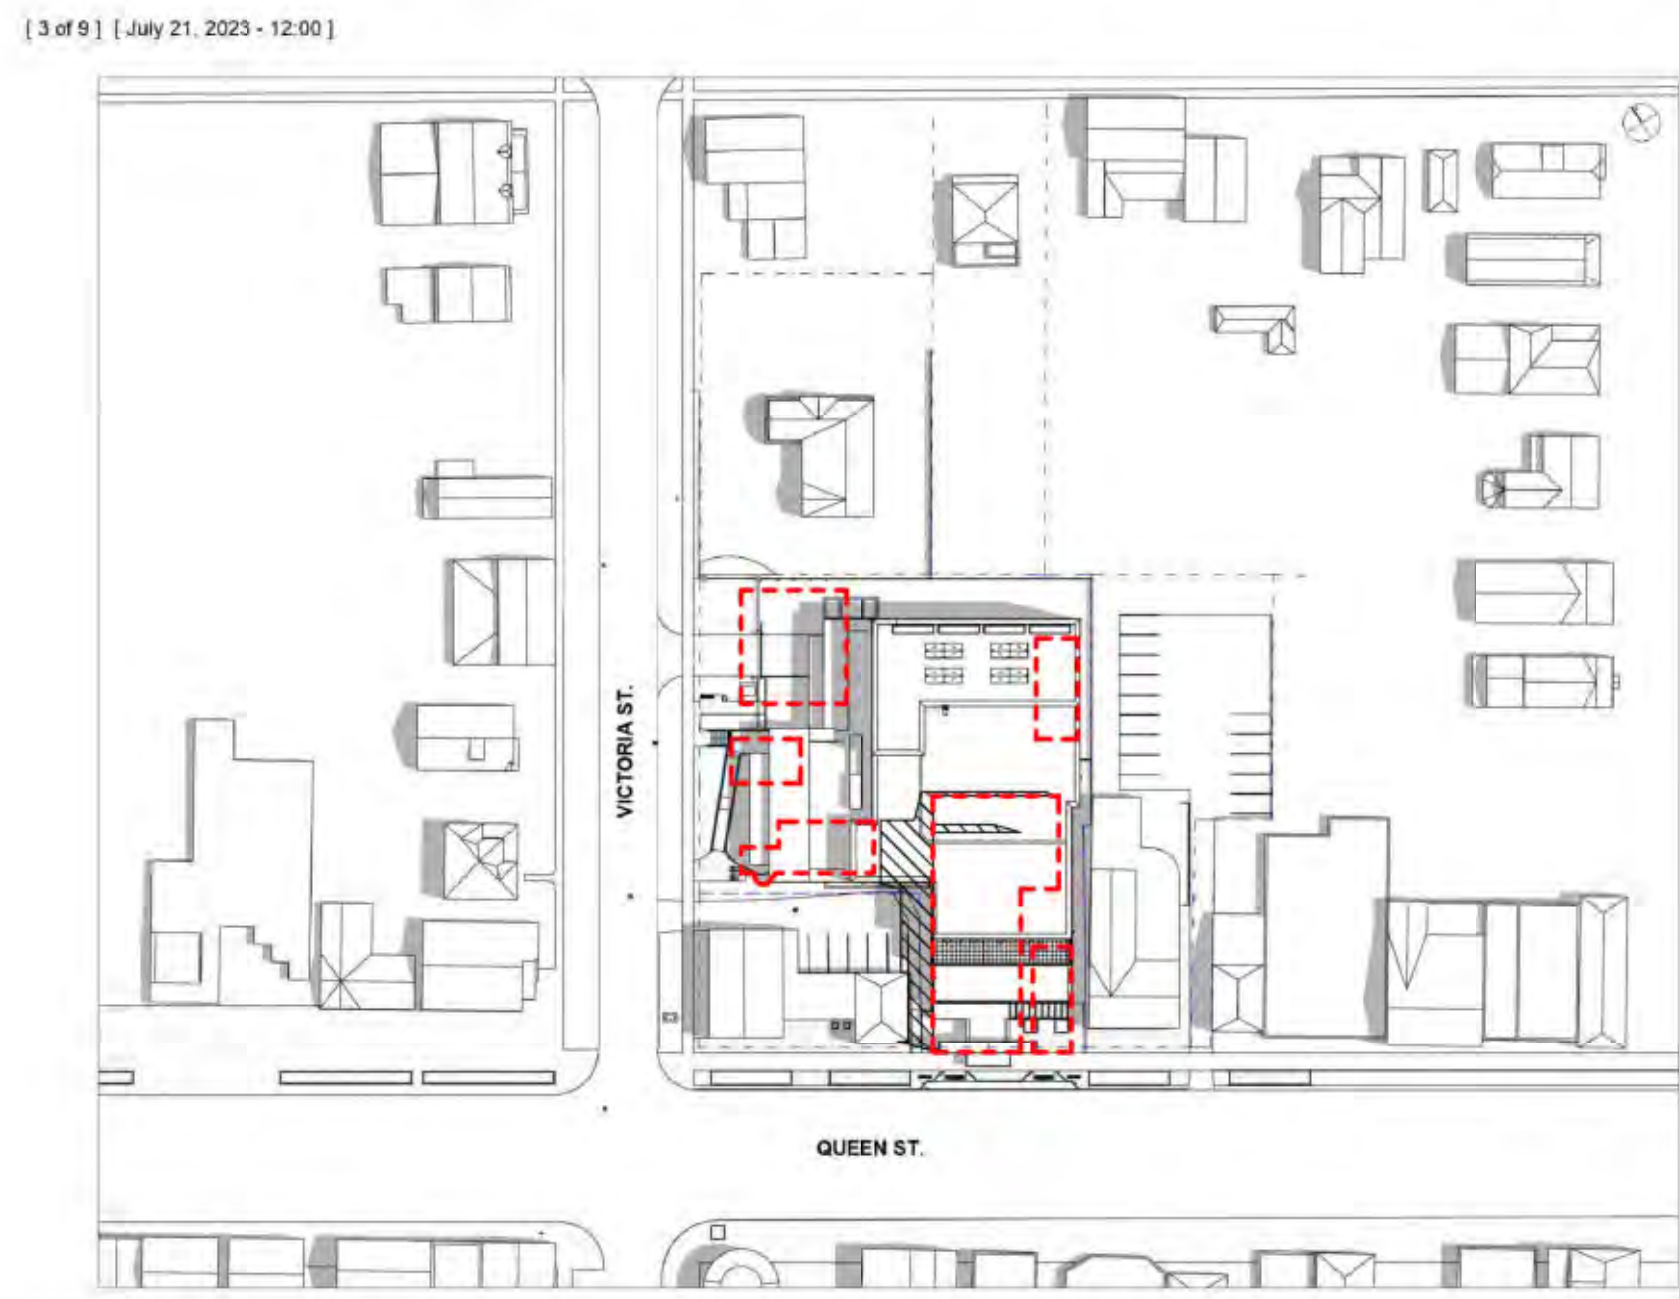 [ 3 of 9 ] [ July 21, 2023 - 12:00 ]
VICTORIA ST.
QUEEN ST.